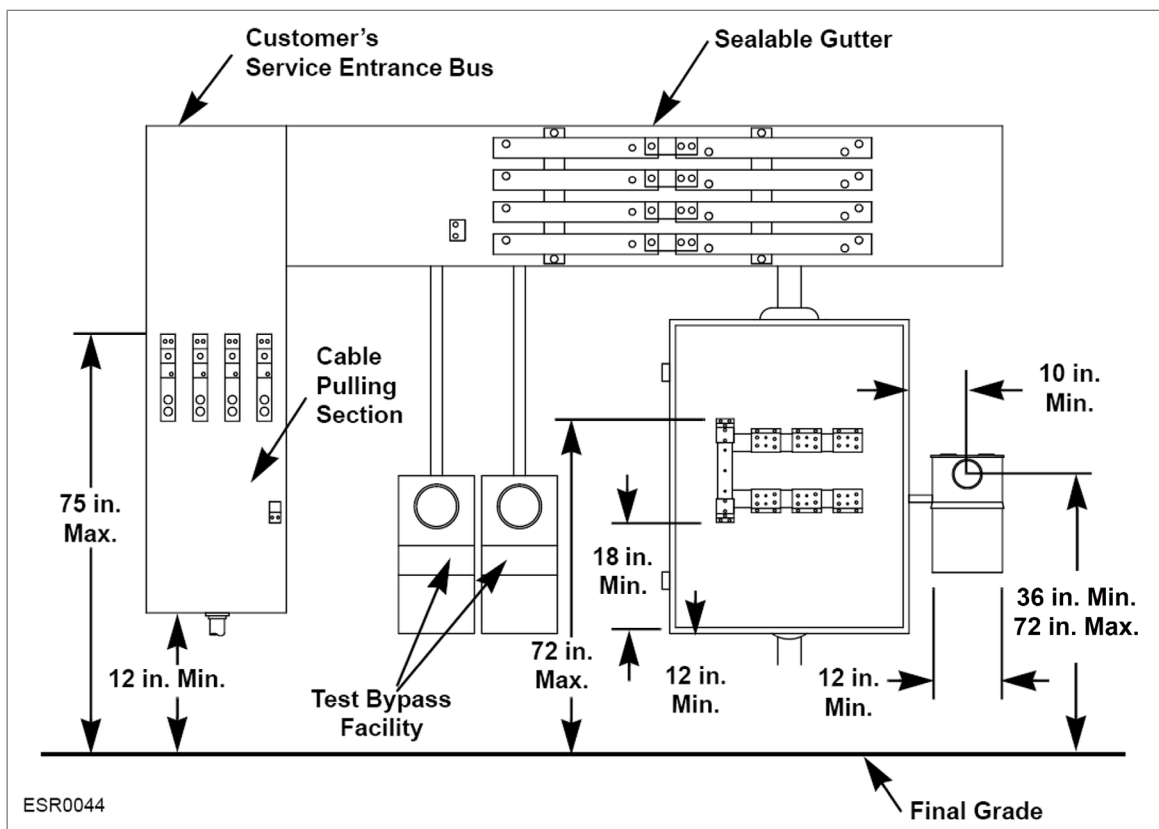 Customer's
Service Entrance Bus
Sealable Gutter
Cable
Pulling
Section
10 in.
Min.
75 in.
Max.
18 in.
Min.
36 in. Min.
72 in. Max.
12 in. Min.
Test Bypass
Facility
72 in.
Max.
12 in.
Min.
12 in.
Min.
ESR0044
Final Grade